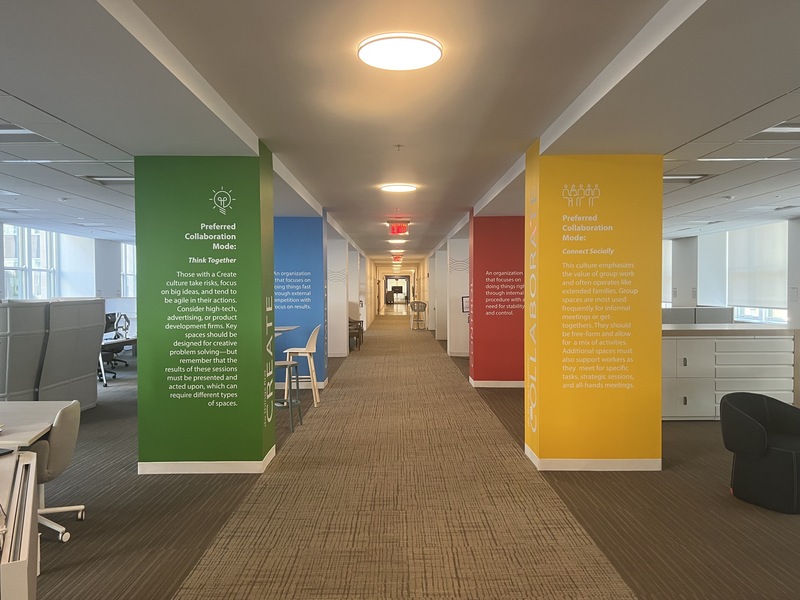 Preferred
Collaboration
Mode:
Think Together
Those with a Create
culture take risks, focus
on big ideas, and tend to
be agile in their actions.
Consider high-tech,
advertising, or product
development firms. Key
spaces should be
designed for creative
problem solving—but
remember that the
results of these sessions
must be presented and
acted upon, which can
require different types
of spaces.
CREATE
An organization
that focuses on
doing things fast
through external
competition with
focus on results.
An organization
that focuses on
doing things right
through internal
procedure with a
need for stability
and control.
COLLABORATE
Preferred
Collaboration
Mode:
Connect Socially
This culture emphasizes
the value of group work
and often operates like
extended families. Group
spaces are most used
frequently for informal
meetings or get-
togethers. They should
be free-form and allow
for a mix of activities.
Additional spaces must
also support workers as
they meet for specific
tasks, strategic sessions,
and all-hands meetings.